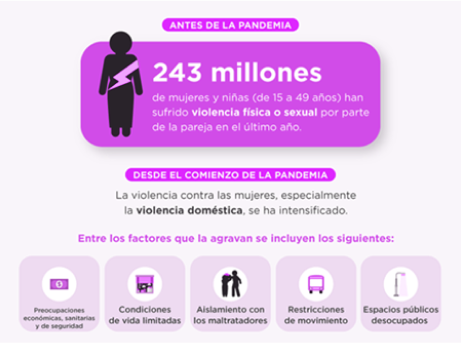 ANTES DE LA PANDEMIA
243 millones
de mujeres y niñas (de 15 a 49 años) han
sufrido violencia física o sexual por parte
de la pareja en el último año.
DESDE EL COMIENZO DE LA PANDEMIA
La violencia contra las mujeres, especialmente
la violencia doméstica, se ha intensificado.
Entre los factores que la agravan se incluyen los siguientes:
Preocupaciones
económicas, sanitarias
y de seguridad
Condiciones
de vida limitadas
Aislamiento con
los maltratadores
Restricciones
de movimiento
Espacios públicos
desocupados